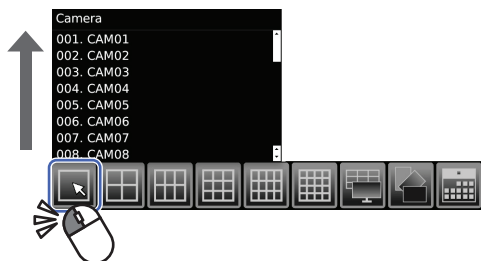 Camera
001. CAM01
002. CAM02
003. CAM03
004. CAM04
005. CAM05
006. CAM06
007. CAM07
008. CAM08